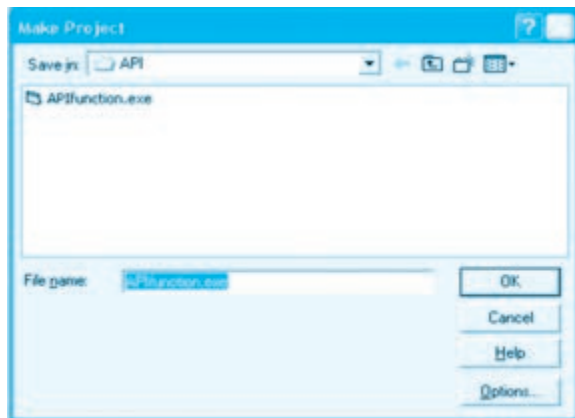 Make Project
Save in: API
APIfunction.exe
File name: APIfunction.exe
OK
Cancel
Help
Options...